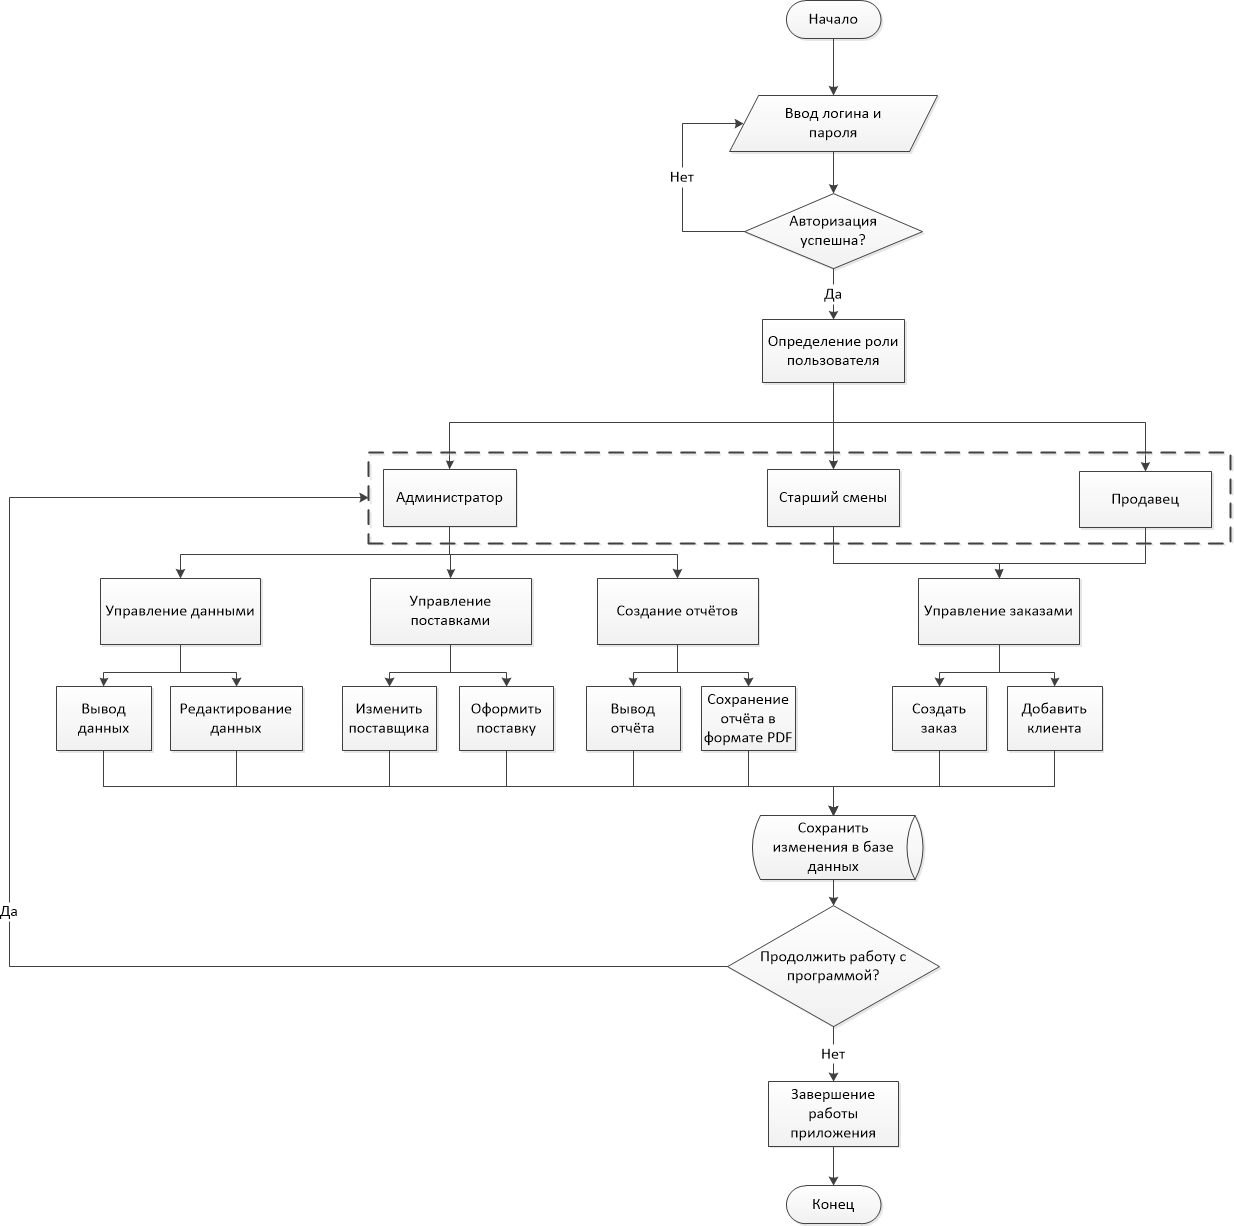 Начало
Ввод логина и
пароля
Нет
Авторизация
успешна?
Да
Определение роли
пользователя
Администратор
Старший смены
Продавец
Управление данными
Управление
поставками
Создание отчётов
Управление заказами
Вывод
данных
Редактирование
данных
Изменить
поставщика
Оформить
поставку
Вывод
отчёта
Сохранение
отчёта в
формате PDF
Создать
заказ
Добавить
клиента
Сохранить
изменения в базе
данных
Да
Продолжить работу с
программой?
Нет
Завершение
работы
приложения
Конец